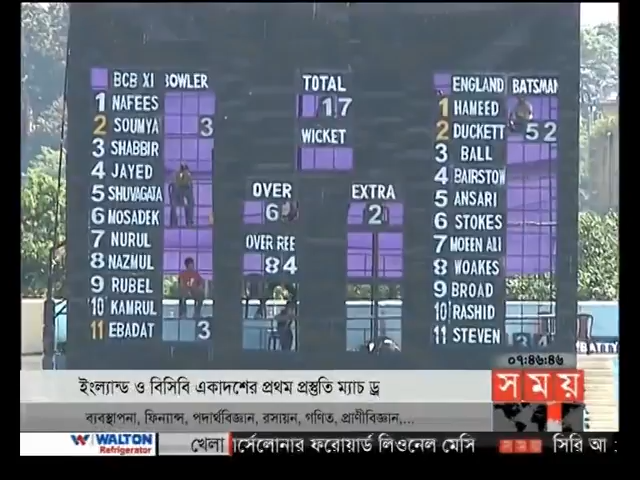 BCB XI BOWLER
1 NAFEES
2 SOUMYA 3
3 SHABBIR
4 JAYED
5 SHUVAGATA
6 MOSADEK
7 NURUL
8 NAZMUL
9 RUBEL
10 KAMRUL
11 EBADAT 3
TOTAL
17
WICKET
OVER EXTRA
6 2
OVER REE
84
ENGLAND BATSMAN
1 HAMEED
2 DUCKETT 52
3 BALL
4 BAIRSTOW
5 ANSARI
6 STOKES
7 MOEEN ALI
8 WOAKES
9 BROAD
10 RASHID
11 STEVEN 34
০৭:৪৬:৪৬
সময়
ইংল্যান্ড ও বিসিবি একাদশের প্রথম প্রস্তুতি ম্যাচ ড্র
ব্যবস্থাপনা, ফিন্যান্স, পদার্থবিজ্ঞান, রসায়ন, গণিত, প্রাণীবিজ্ঞান,...
WALTON
Refrigerator
খেলা র্সেলোনার ফরোয়ার্ড লিওনেল মেসি সময় সিরি আ :